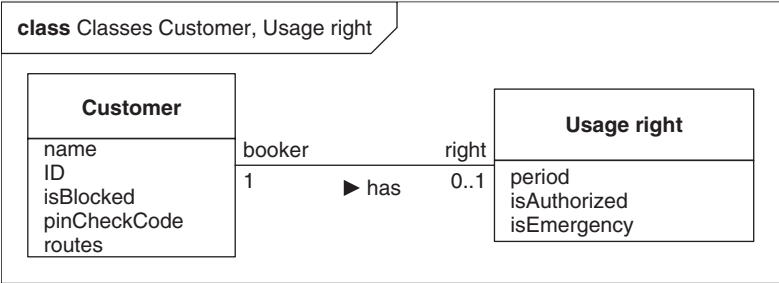 class Classes Customer, Usage right
Customer
name
ID
isBlocked
pinCheckCode
routes
booker
1
▶ has
right
0..1
Usage right
period
isAuthorized
isEmergency